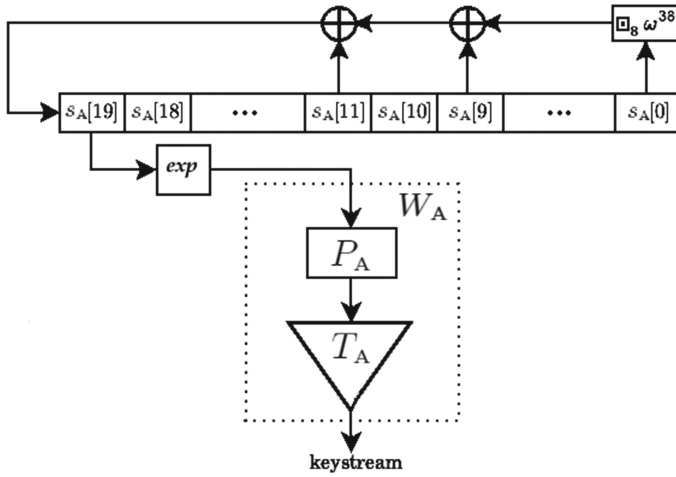 ⊡₈ ω³⁸
s_A[19] s_A[18] ••• s_A[11] s_A[10] s_A[9] ••• s_A[0]
exp
W_A
P_A
T_A
keystream